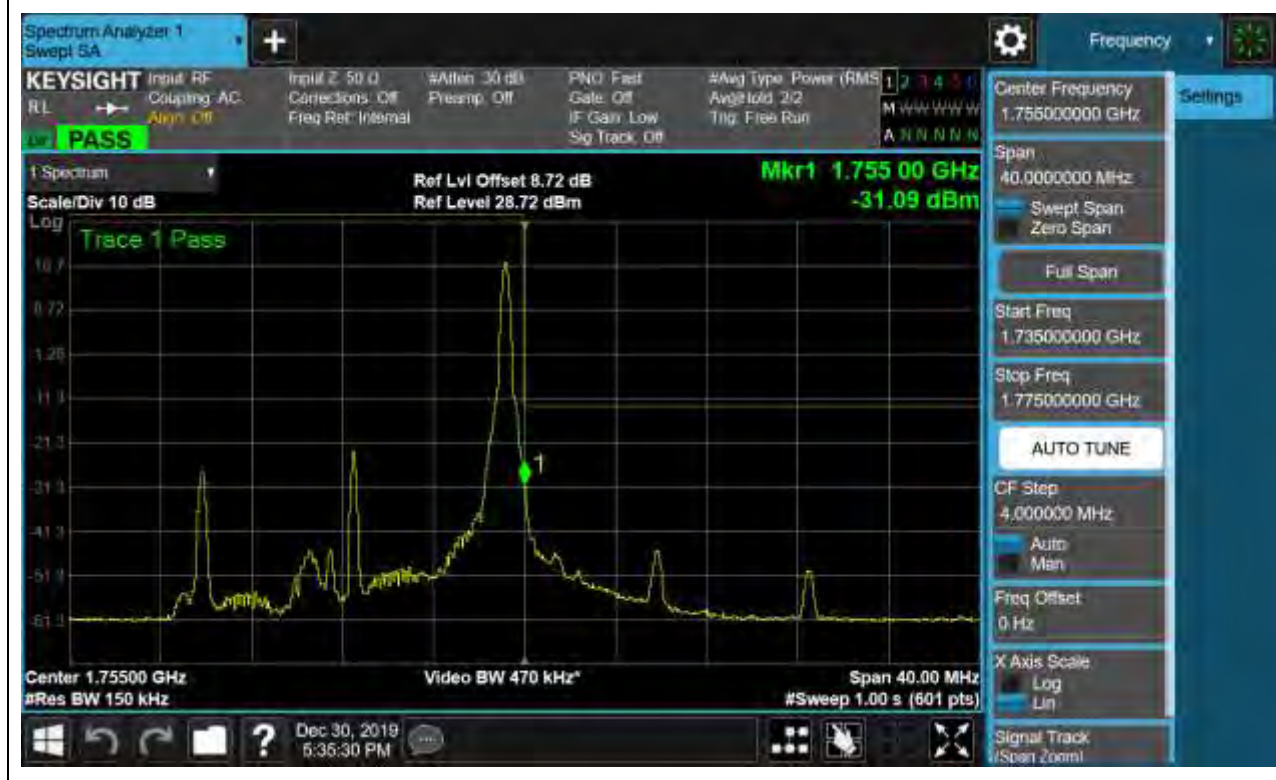 Spectrum Analyzer 1
Swept SA
Frequency
KEYSIGHT
RL
PASS
Input: RF
Coupling: AC
Align: Off
Input Z: 50 Ω
Corrections: Off
Freq Ref: Internal
#Atten: 30 dB
Preamp: Off
PNO: Fast
Gate: Off
IF Gain: Low
Sig Track: Off
#Avg Type: Power (RMS
Avg|Hold: 2/2
Trig: Free Run
1 2 3 4 5 6
M W W W W W
A N N N N N
1 Spectrum
Scale/Div 10 dB
Ref Lvl Offset 8.72 dB
Ref Level 28.72 dBm
Mkr1 1.755 00 GHz
-31.09 dBm
Log
Trace 1 Pass
18.7
8.72
-1.28
-11.3
-21.3
-31.3
-41.3
-51.3
-61.3
1
Center 1.75500 GHz
#Res BW 150 kHz
Video BW 470 kHz*
Span 40.00 MHz
#Sweep 1.00 s (601 pts)
Dec 30, 2019
5:35:30 PM
Settings
Center Frequency
1.755000000 GHz
Span
40.0000000 MHz
Swept Span
Zero Span
Full Span
Start Freq
1.735000000 GHz
Stop Freq
1.775000000 GHz
AUTO TUNE
CF Step
4.000000 MHz
Auto
Man
Freq Offset
0 Hz
X Axis Scale
Log
Lin
Signal Track
(Span Zoom)